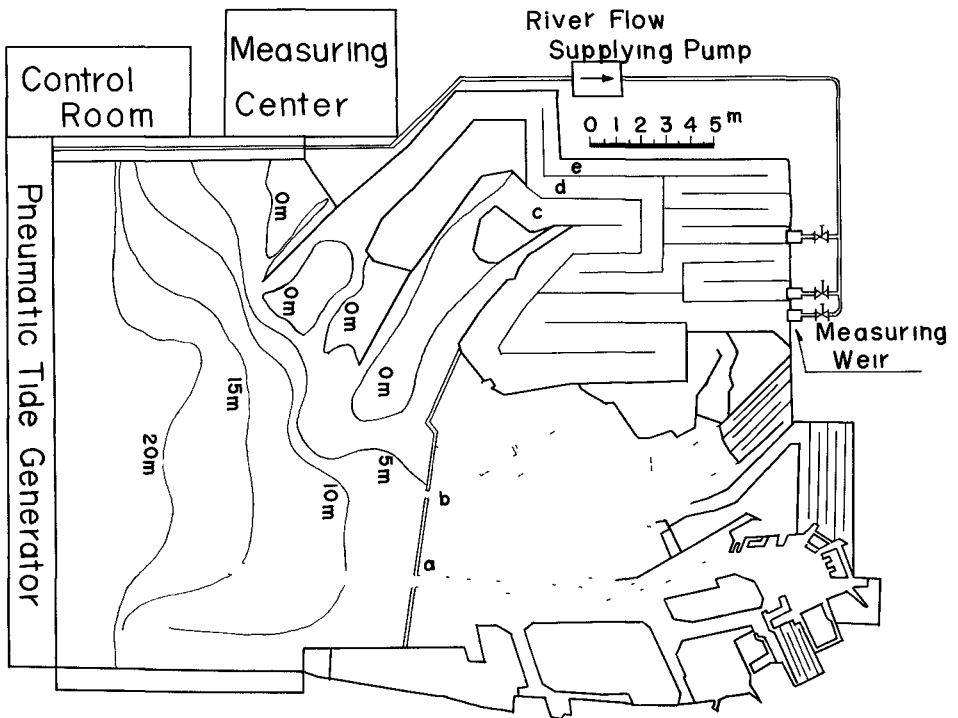 River Flow
Supplying Pump
Measuring
Center
Control
Room
0 1 2 3 4 5 m
Pneumatic Tide Generator
0m
0m
0m
0m
5m
10m
15m
20m
e
d
c
b
a
Measuring
Weir